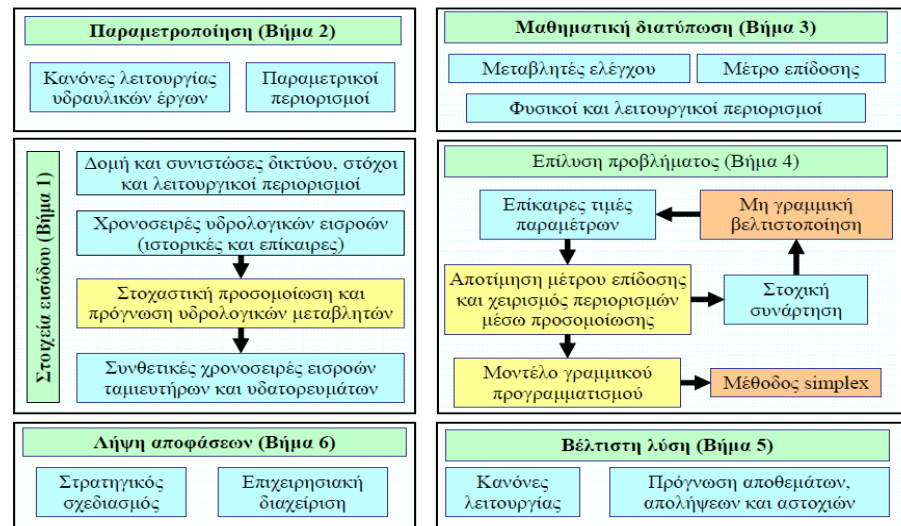 Παραμετροποίηση (Βήμα 2)
Κανόνες λειτουργίας
υδραυλικών έργων
Παραμετρικοί
περιορισμοί
Μαθηματική διατύπωση (Βήμα 3)
Μεταβλητές ελέγχου
Μέτρο επίδοσης
Φυσικοί και λειτουργικοί περιορισμοί
Στοιχεία εισόδου (Βήμα 1)
Δομή και συνιστώσες δικτύου, στόχοι
και λειτουργικοί περιορισμοί
Χρονοσειρές υδρολογικών εισροών
(ιστορικές και επίκαιρες)
Στοχαστική προσομοίωση και
πρόγνωση υδρολογικών μεταβλητών
Συνθετικές χρονοσειρές εισροών
ταμιευτήρων και υδατορευμάτων
Επίλυση προβλήματος (Βήμα 4)
Επίκαιρες τιμές
παραμέτρων
Μη γραμμική
βελτιστοποίηση
Αποτίμηση μέτρου επίδοσης
και χειρισμός περιορισμών
μέσω προσομοίωσης
Στοχική
συνάρτηση
Μοντέλο γραμμικού
προγραμματισμού
Μέθοδος simplex
Λήψη αποφάσεων (Βήμα 6)
Στρατηγικός
σχεδιασμός
Επιχειρησιακή
διαχείριση
Βέλτιστη λύση (Βήμα 5)
Κανόνες
λειτουργίας
Πρόγνωση αποθεμάτων,
απολήψεων και αστοχιών